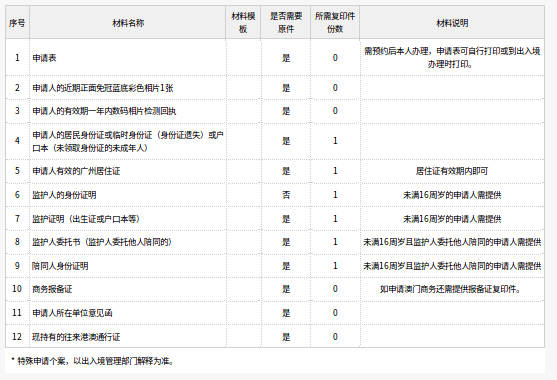 序号 材料名称 材料模板 是否需要原件 所需复印件份数 材料说明
1 申请表 是 0 需预约后本人办理，申请表可自行打印或到出入境办理时打印。
2 申请人的近期正面免冠蓝底彩色相片1张 是 0
3 申请人的有效期一年内数码相片检测回执 是 0
4 申请人的居民身份证或临时身份证（身份证遗失）或户口本（未领取身份证的未成年人） 是 1
5 申请人有效的广州居住证 是 1 居住证有效期内即可
6 监护人的身份证明 否 1 未满16周岁的申请人需提供
7 监护证明（出生证或户口本等） 是 1 未满16周岁的申请人需提供
8 监护人委托书（监护人委托他人陪同的） 是 1 未满16周岁且监护人委托他人陪同的申请人需提供
9 陪同人身份证明 是 1 未满16周岁且监护人委托他人陪同的申请人需提供
10 商务报备证 是 0 如申请澳门商务还需提供报备证复印件。
11 申请人所在单位意见函 是 0
12 现持有的往来港澳通行证 是 0
* 特殊申请个案，以出入境管理部门解释为准。